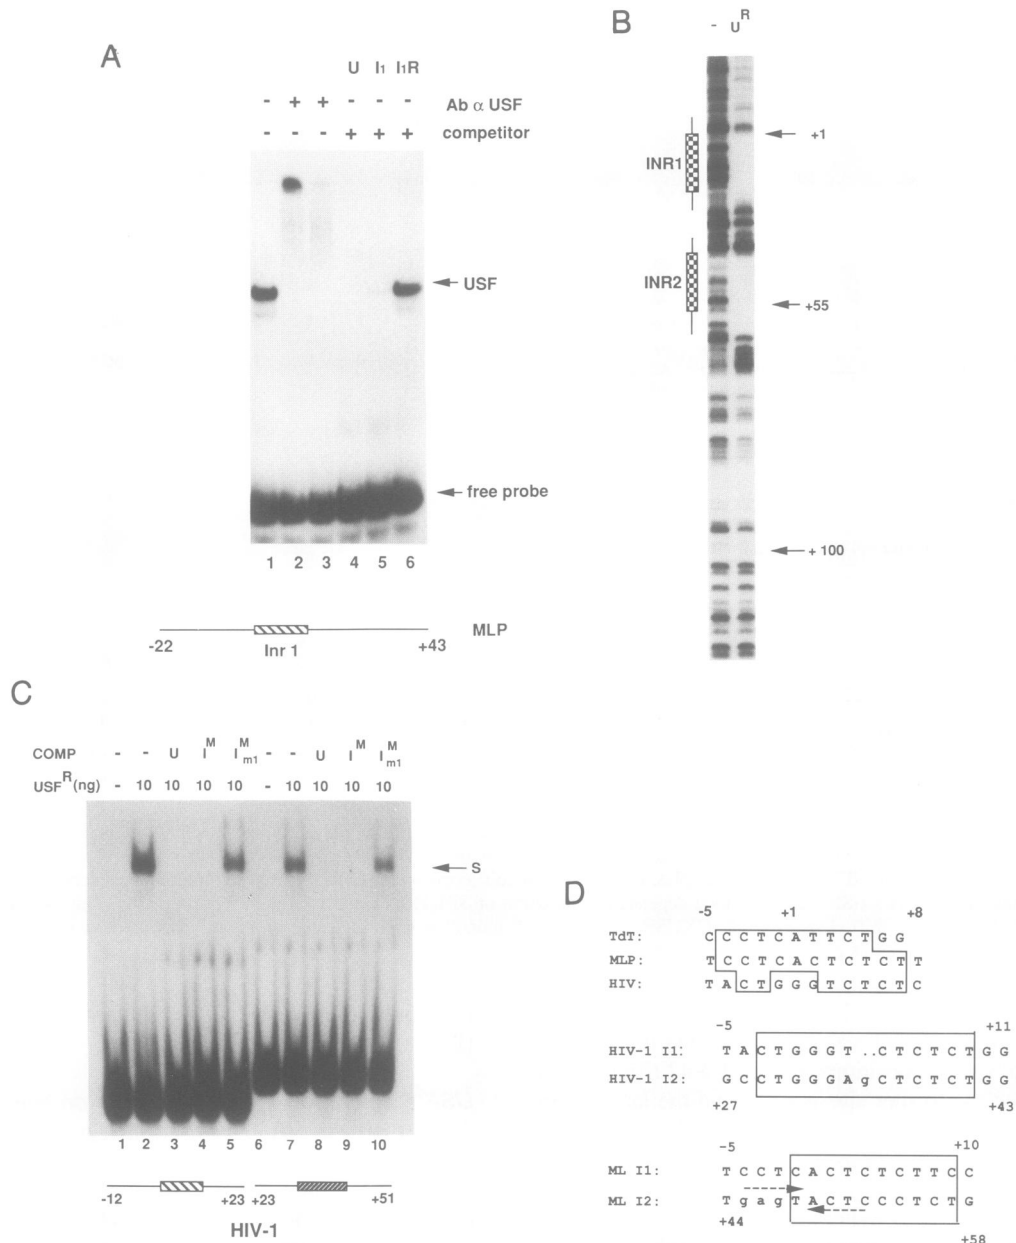 A
U I1 I1R
- + + - - - Ab α USF
- - - + + + competitor
USF
free probe
1 2 3 4 5 6
-22 Inr 1 +43 MLP
B
- U^R
+1
INR1
INR2
+55
+ 100
C
COMP - - U I^M I^M_m1 - - U I^M I^M_m1
USF^R(ng) - 10 10 10 10 - 10 10 10 10
S
1 2 3 4 5 6 7 8 9 10
-12 +23 +23 +51
HIV-1
D
-5 +1 +8
TdT: C C C T C A T T C T G G
MLP: T C C T C A C T C T C T T
HIV: T A C T G G G T C T C T C
-5 +11
HIV-1 I1: T A C T G G G T .. C T C T C T G G
HIV-1 I2: G C C T G G G A g C T C T C T G G
+27 +43
-5 +10
ML I1: T C C T C A C T C T C T T C C
ML I2: T g a g T A C T C C C T C T G
+44 +58